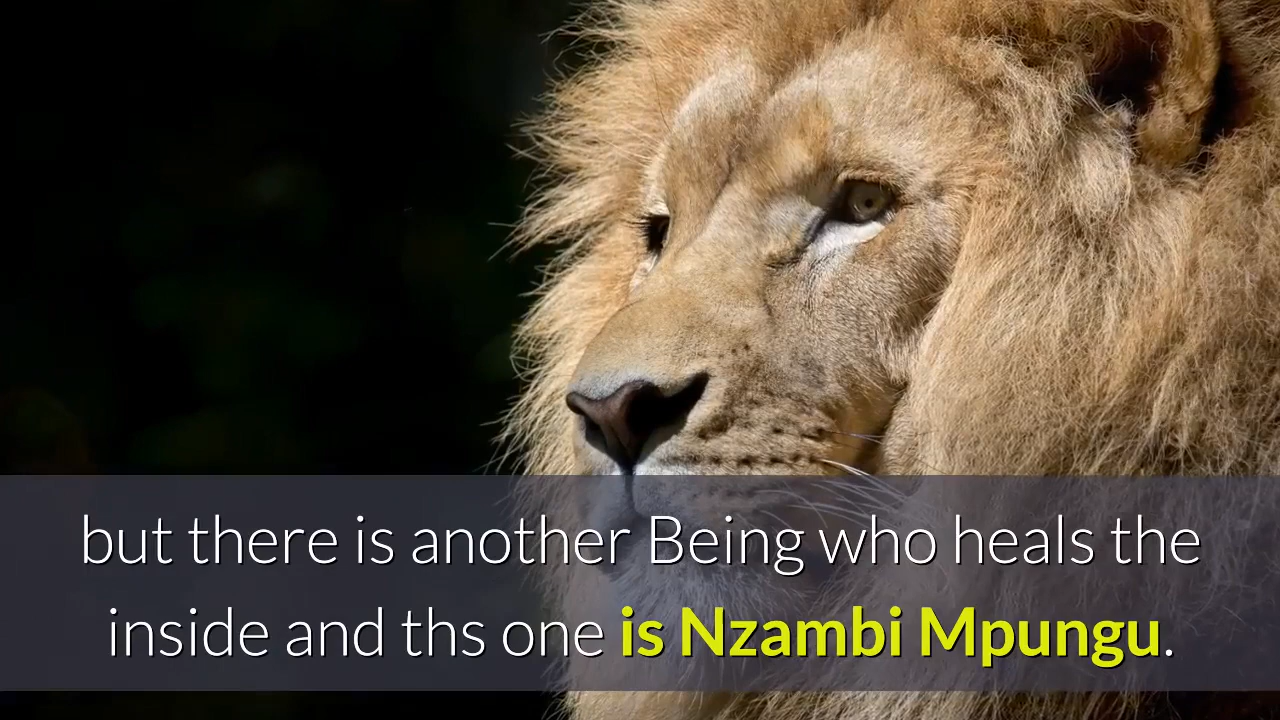 but there is another Being who heals the
inside and ths one is Nzambi Mpungu.